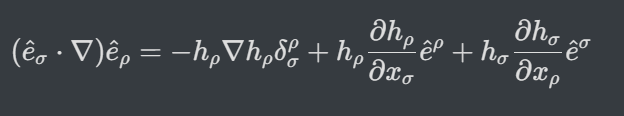 (ê_σ · ∇)ê_ρ = −h_ρ∇h_ρδ^ρ_σ + h_ρ ∂h_ρ/∂x_σ ê^ρ + h_σ ∂h_σ/∂x_ρ ê^σ